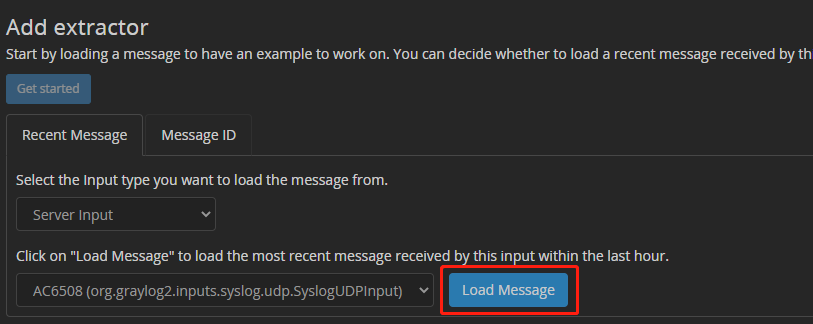 Add extractor
Start by loading a message to have an example to work on. You can decide whether to load a recent message received by thi
Get started
Recent Message Message ID
Select the Input type you want to load the message from.
Server Input
Click on "Load Message" to load the most recent message received by this input within the last hour.
AC6508 (org.graylog2.inputs.syslog.udp.SyslogUDPInput) Load Message